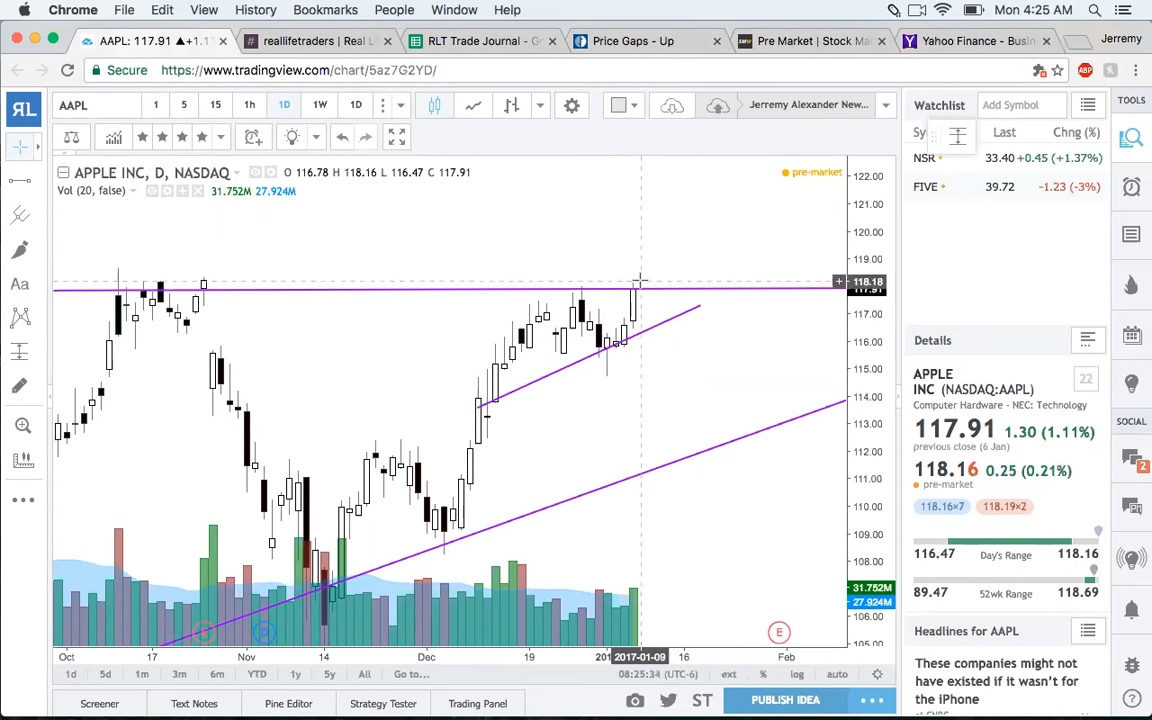 Chrome File Edit View History Bookmarks People Window Help Mon 4:25 AM
AAPL: 117.91 ▲+1.1 reallifetraders | Real L RLT Trade Journal - G Price Gaps - Up Pre Market | Stock Ma Yahoo Finance - Busin Jerremy
Secure https://www.tradingview.com/chart/5az7G2YD/ ABP
RL AAPL 1 5 15 1h 1D 1W 1D Jerremy Alexander New... Watchlist Add Symbol TOOLS
Sy Last Chng (%)
NSR 33.40 +0.45 (+1.37%)
FIVE 39.72 -1.23 (-3%)
APPLE INC, D, NASDAQ O 116.78 H 118.16 L 116.47 C 117.91 pre-market
Vol (20, false) 31.752M 27.924M
122.00
121.00
120.00
119.00
118.18
117.91
117.00
116.00
115.00
114.00
113.00
112.00
111.00
110.00
109.00
108.00
31.752M
27.924M
106.00
105.00
Aa
Details
APPLE
INC (NASDAQ:AAPL) 22
Computer Hardware - NEC: Technology
117.91 1.30 (1.11%)
previous close (6 Jan)
118.16 0.25 (0.21%)
pre-market
118.16×7 118.19×2
116.47 Day's Range 118.16
89.47 52wk Range 118.69
Headlines for AAPL
These companies might not
have existed if it wasn't for
the iPhone
SOCIAL
2
E D E
Oct 17 Nov 14 Dec 19 201 2017-01-09 16 Feb
1d 5d 1m 3m 6m YTD 1y 5y All Go to... 08:25:34 (UTC-6) ext % log auto
Screener Text Notes Pine Editor Strategy Tester Trading Panel ST PUBLISH IDEA